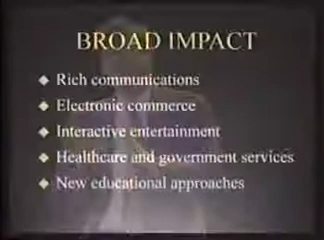 BROAD IMPACT
Rich communications
Electronic commerce
Interactive entertainment
Healthcare and government services
New educational approaches